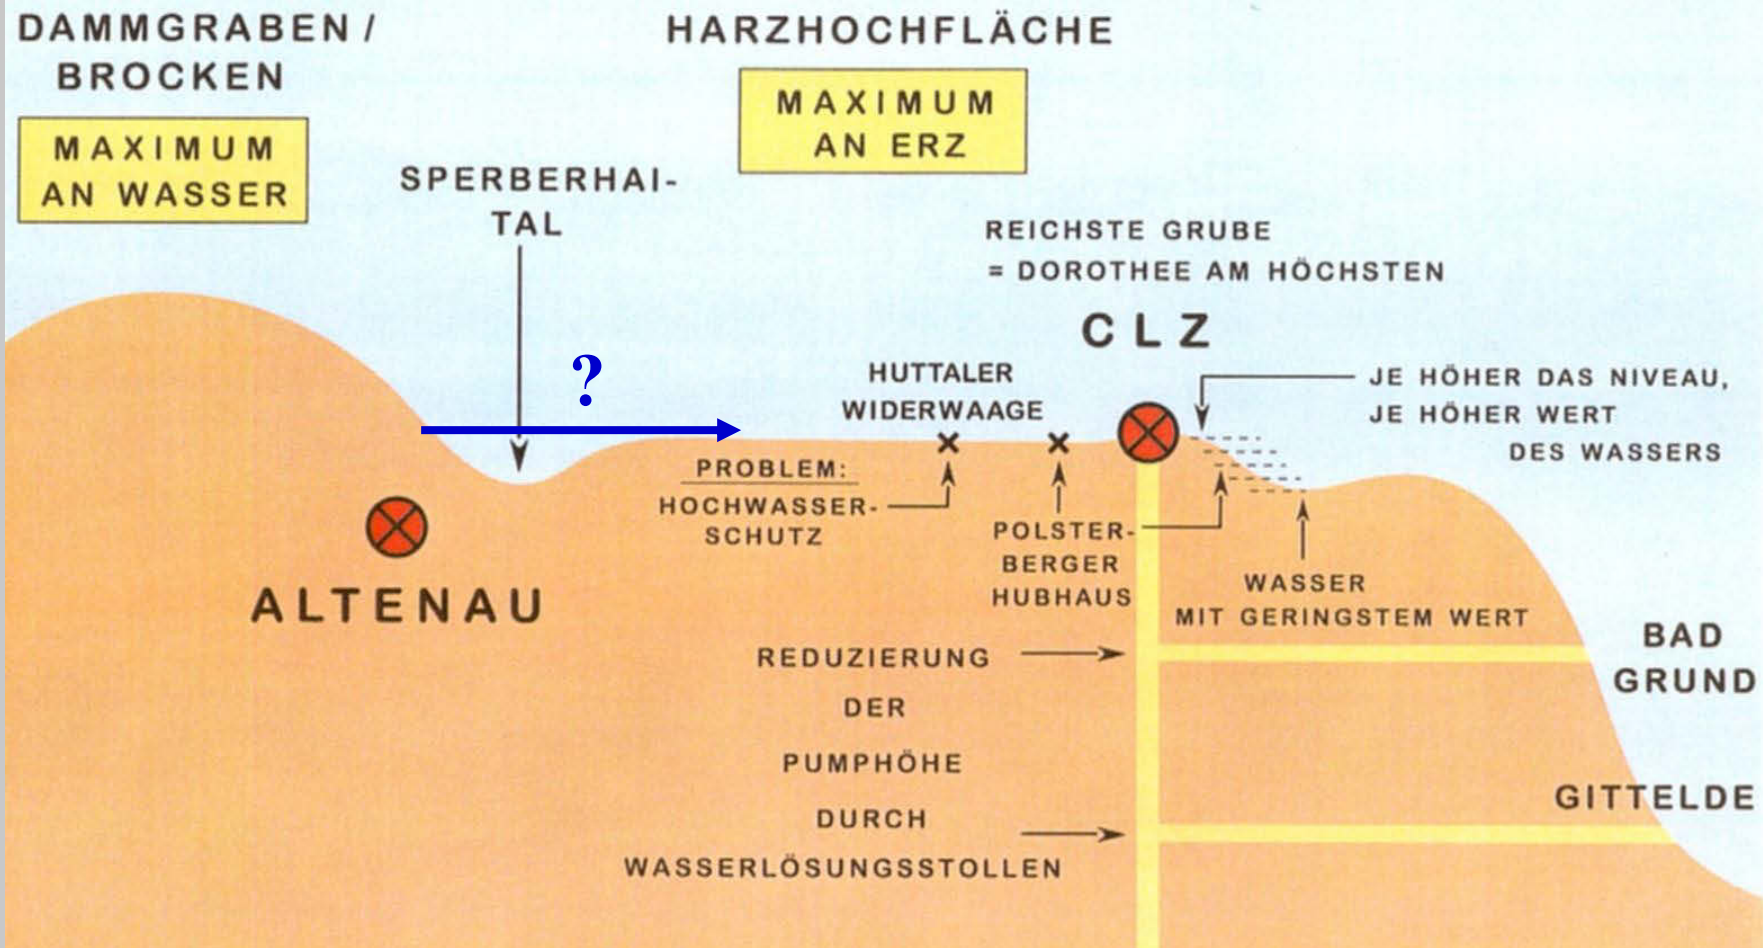 DAMMGRABEN /
BROCKEN
MAXIMUM
AN WASSER
SPERBERHAI-
TAL
HARZHOCHFLÄCHE
MAXIMUM
AN ERZ
REICHSTE GRUBE
= DOROTHEE AM HÖCHSTEN
CLZ
?
HUTTALER
WIDERWAAGE
JE HÖHER DAS NIVEAU,
JE HÖHER WERT
DES WASSERS
PROBLEM:
HOCHWASSER-
SCHUTZ
POLSTER-
BERGER
HUBHAUS
WASSER
MIT GERINGSTEM WERT
ALTENAU
REDUZIERUNG
DER
PUMPHÖHE
DURCH
WASSERLÖSUNGSSTOLLEN
BAD
GRUND
GITTELDE